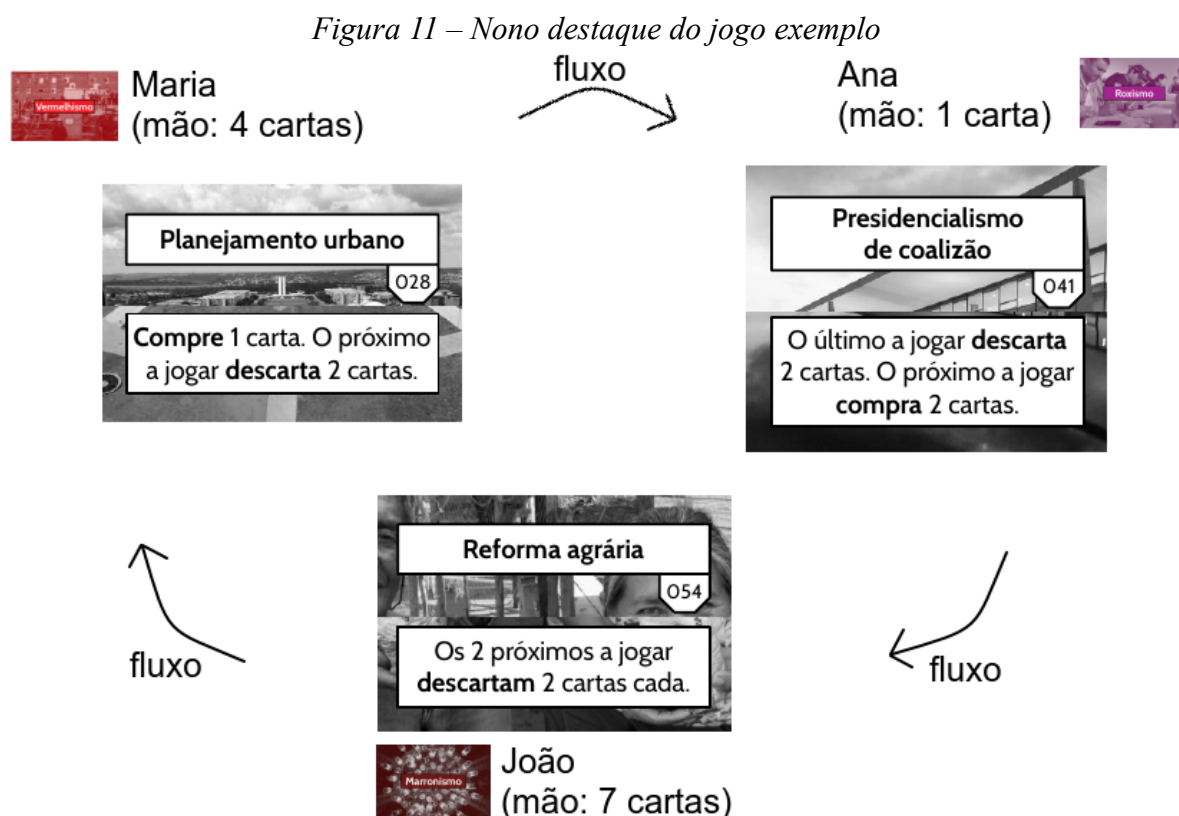 Figura 11 – Nono destaque do jogo exemplo
Vermelhismo
Maria
(mão: 4 cartas)
fluxo
Ana
(mão: 1 carta)
Roxismo
Planejamento urbano
028
Compre 1 carta. O próximo
a jogar descarta 2 cartas.
Presidencialismo
de coalizão
041
O último a jogar descarta
2 cartas. O próximo a jogar
compra 2 cartas.
Reforma agrária
054
Os 2 próximos a jogar
descartam 2 cartas cada.
fluxo
fluxo
Marronismo
João
(mão: 7 cartas)